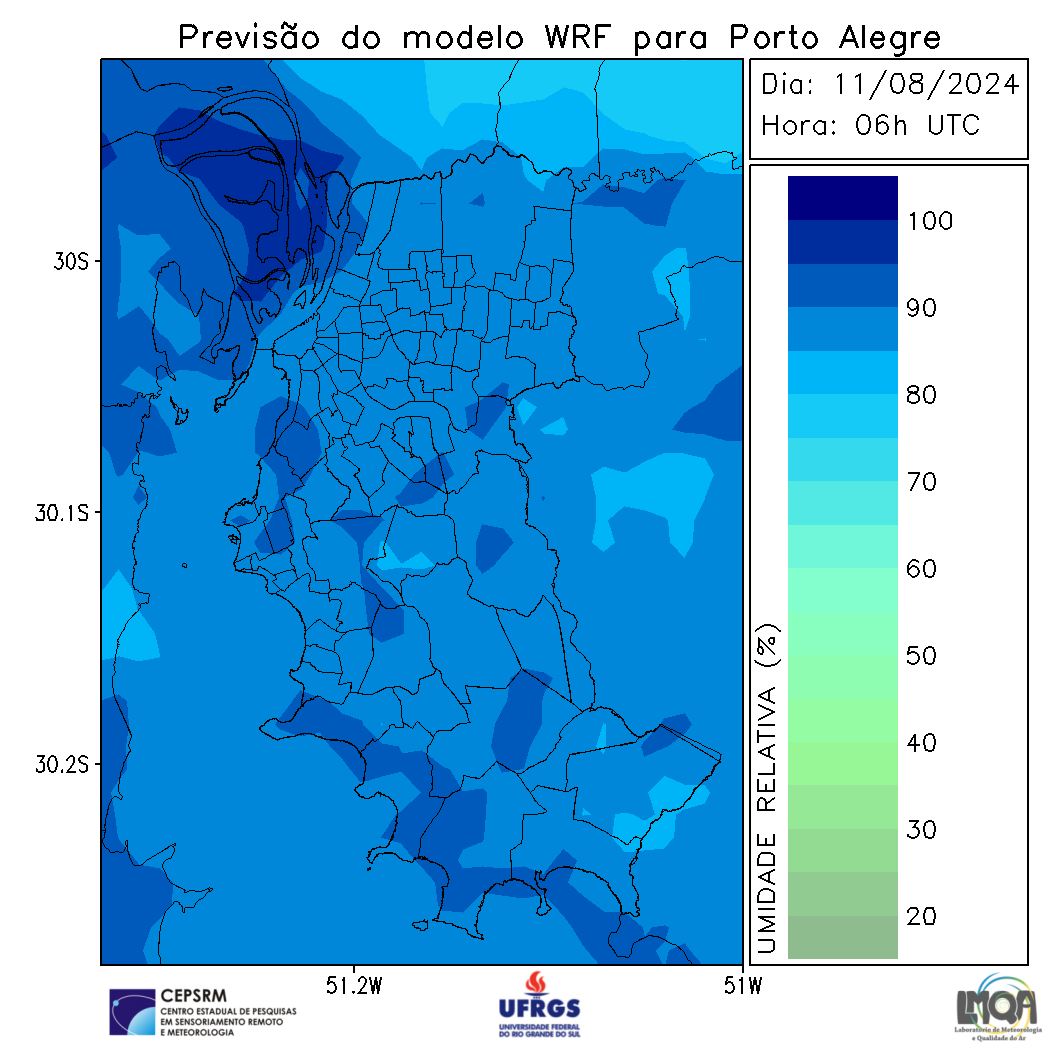 Previsão do modelo WRF para Porto Alegre
Dia: 11/08/2024
Hora: 06h UTC
30S
30.1S
30.2S
51.2W
51W
100
90
80
70
60
50
40
30
20
UMIDADE RELATIVA (%)
CEPSRM
CENTRO ESTADUAL DE PESQUISAS
EM SENSORIAMENTO REMOTO
E METEOROLOGIA
UFRGS
UNIVERSIDADE FEDERAL
DO RIO GRANDE DO SUL
LMQA
Laboratório de Meteorologia
e Qualidade do Ar